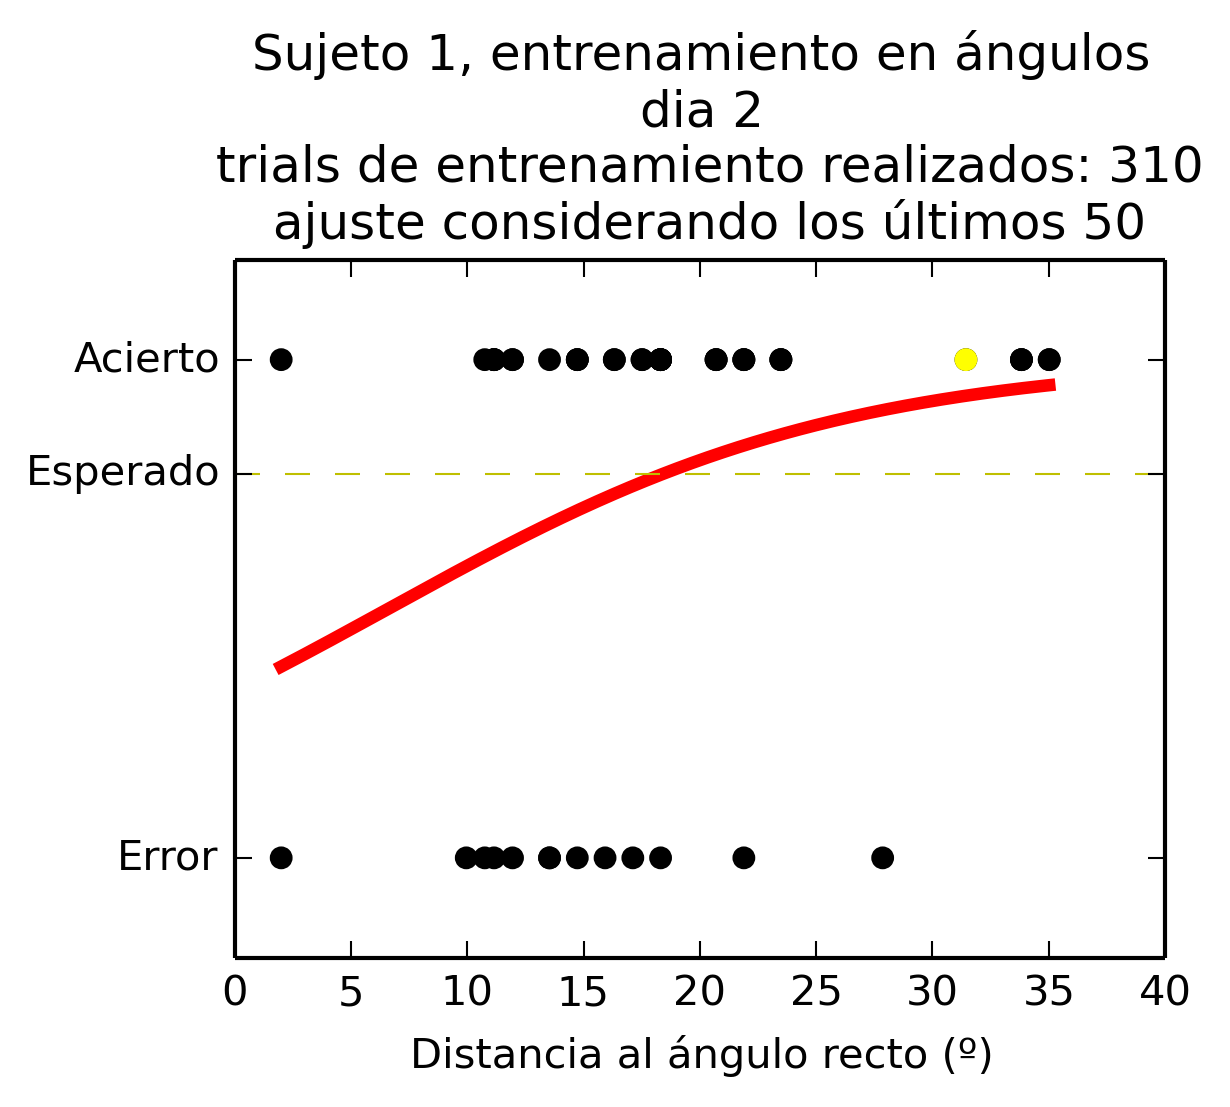 Sujeto 1, entrenamiento en ángulos
dia 2
trials de entrenamiento realizados: 310
ajuste considerando los últimos 50
Acierto
Esperado
Error
0 5 10 15 20 25 30 35 40
Distancia al ángulo recto (º)